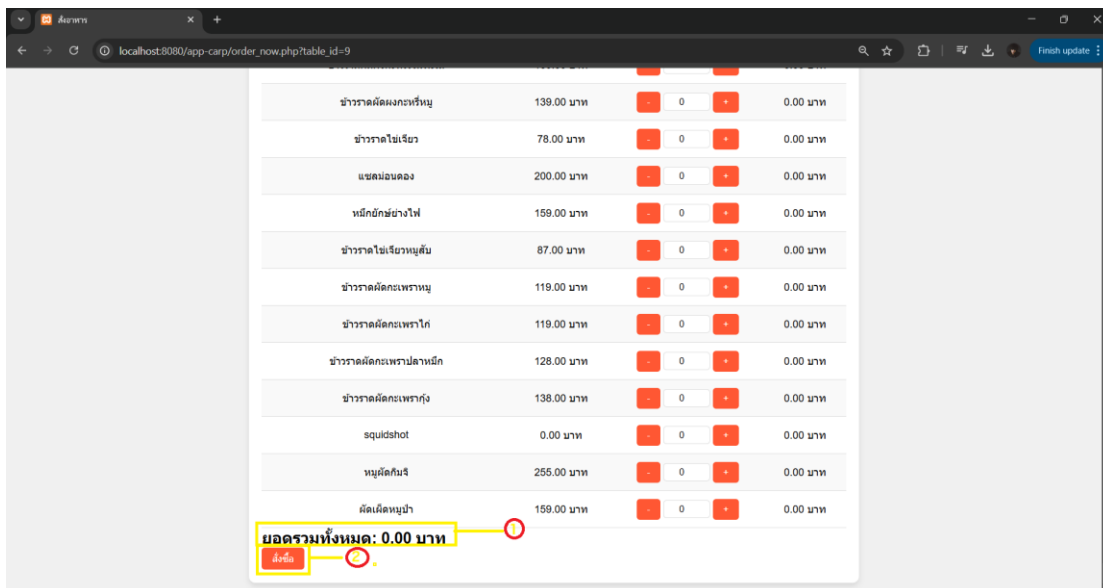 สั่งอาหาร
localhost:8080/app-carp/order_now.php?table_id=9
Finish update
ข้าวราดผัดผงกะหรี่หมู 139.00 บาท - 0 + 0.00 บาท
ข้าวราดไข่เจียว 78.00 บาท - 0 + 0.00 บาท
แซลม่อนดอง 200.00 บาท - 0 + 0.00 บาท
หมึกยักษ์ย่างไฟ 159.00 บาท - 0 + 0.00 บาท
ข้าวราดไข่เจียวหมูสับ 87.00 บาท - 0 + 0.00 บาท
ข้าวราดผัดกะเพราหมู 119.00 บาท - 0 + 0.00 บาท
ข้าวราดผัดกะเพราไก่ 119.00 บาท - 0 + 0.00 บาท
ข้าวราดผัดกะเพราปลาหมึก 128.00 บาท - 0 + 0.00 บาท
ข้าวราดผัดกะเพรากุ้ง 138.00 บาท - 0 + 0.00 บาท
squidshot 0.00 บาท - 0 + 0.00 บาท
หมูผัดกิมจิ 255.00 บาท - 0 + 0.00 บาท
ผัดเผ็ดหมูป่า 159.00 บาท - 0 + 0.00 บาท
ยอดรวมทั้งหมด: 0.00 บาท 1
สั่งซื้อ 2.